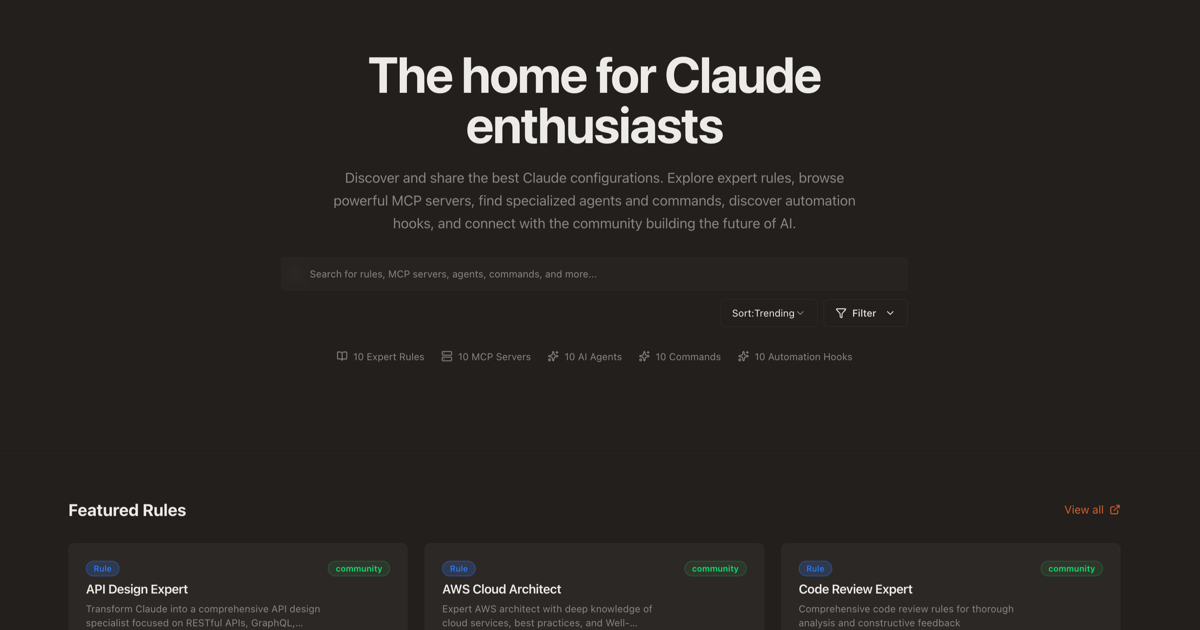 The home for Claude
enthusiasts
Discover and share the best Claude configurations. Explore expert rules, browse
powerful MCP servers, find specialized agents and commands, discover automation
hooks, and connect with the community building the future of AI.
Search for rules, MCP servers, agents, commands, and more...
Sort:Trending Filter
10 Expert Rules 10 MCP Servers 10 AI Agents 10 Commands 10 Automation Hooks
Featured Rules View all
Rule community
API Design Expert
Transform Claude into a comprehensive API design
specialist focused on RESTful APIs, GraphQL,...
Rule community
AWS Cloud Architect
Expert AWS architect with deep knowledge of
cloud services, best practices, and Well-...
Rule community
Code Review Expert
Comprehensive code review rules for thorough
analysis and constructive feedback